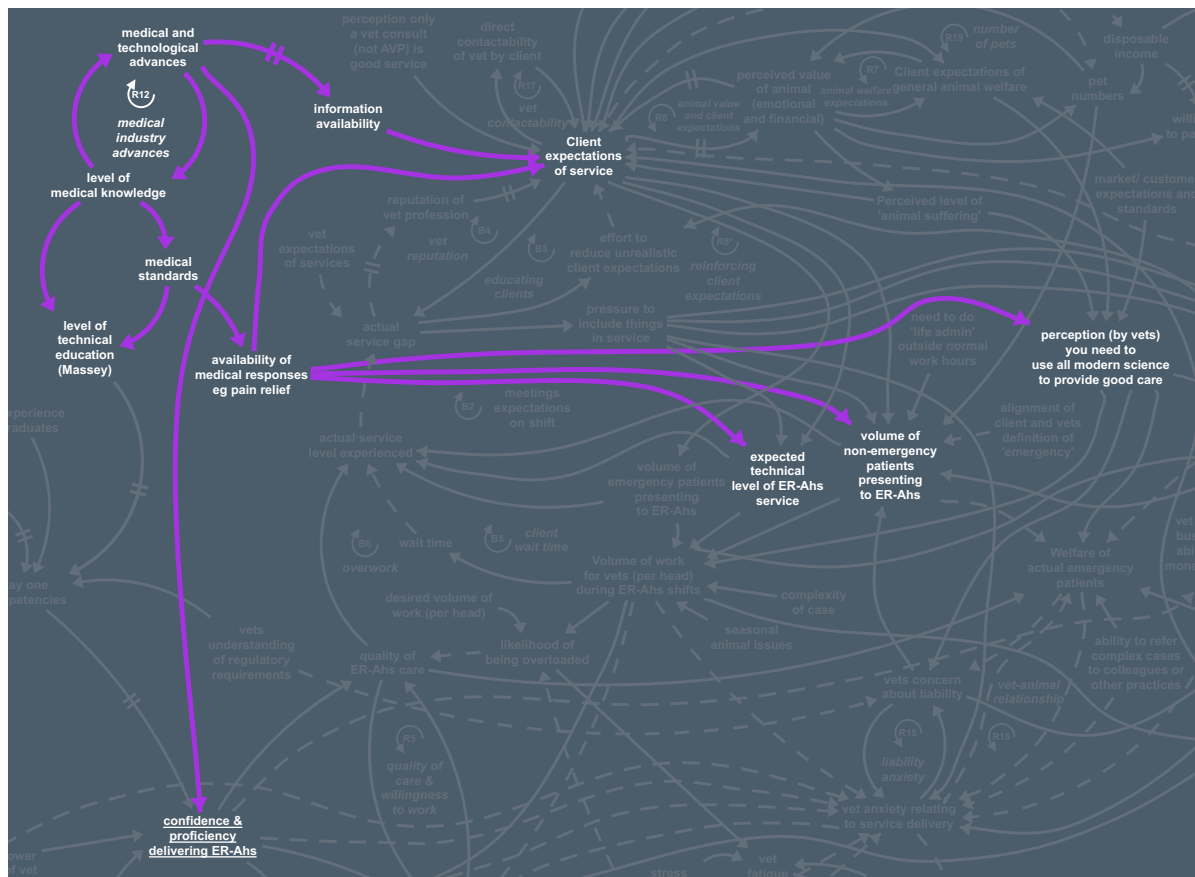 medical and
technological
advances
R12
medical
industry
advances
information
availability
level of
medical knowledge
medical
standards
level of
technical
education
(Massey)
availability of
medical responses
eg pain relief
Client
expectations
of service
perception (by vets)
you need to
use all modern science
to provide good care
volume of
non-emergency
patients
presenting
to ER-Ahs
expected
technical
level of ER-Ahs
service
confidence &
proficiency
delivering ER-Ahs
perception only
a vet consult
(not AVP) is
good service
direct
contactability
of vet by client
R17
vet
contactability
R6
animal value
and client
expectations
perceived value
of animal (emotional
and financial)
R7
animal welfare
expectations
R19
number
of pets
Client expectations of
general animal welfare
pet
numbers
disposable
income
market/ customer
expectations and
standards
Perceived level of
'animal suffering'
reputation of
vet profession
B4
vet
reputation
vet
expectations
of services
B3
educating
clients
effort to
reduce unrealistic
client expectations
reinforcing
client
expectations
actual
service gap
pressure to
include things
in service
need to do
'life admin'
outside normal
work hours
B2
meetings
expectations
on shift
actual service
level experienced
alignment of
client and vets
definition of
'emergency'
volume of
emergency patients
presenting
to ER-Ahs
wait time
B5
client
wait time
B6
overwork
Volume of work
for vets (per head)
during ER-Ahs shifts
Welfare of
actual emergency
patients
complexity
of case
desired volume of
work (per head)
seasonal
animal issues
likelihood of
being overloaded
vets
understanding
of regulatory
requirements
quality of
ER-Ahs care
vets concern
about liability
vet-animal
relationship
ability to refer
complex cases
to colleagues or
other practices
R18
liability
anxiety
R15
R5
quality of
care &
willingness
to work
vet anxiety relating
to service delivery
vet
fatigue
stress